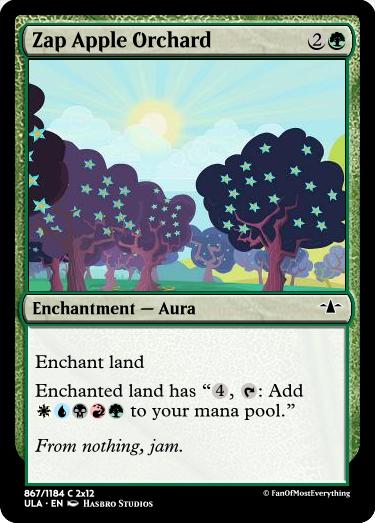 Zap Apple Orchard 2
Enchantment — Aura
Enchant land
Enchanted land has “4, : Add
to your mana pool.”
From nothing, jam.
867/1184 C 2x12
ULA • EN Hasbro Studios
© FanOfMostEverything